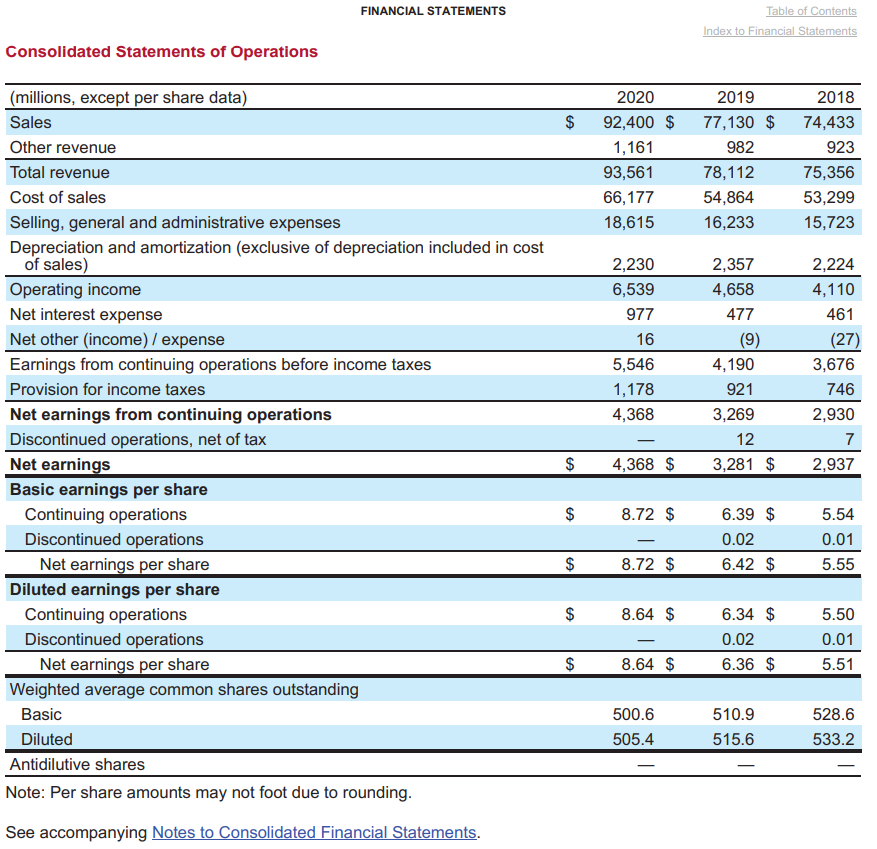 FINANCIAL STATEMENTS
Table of Contents
Index to Financial Statements
Consolidated Statements of Operations
(millions, except per share data) 2020 2019 2018
Sales $ 92,400 $ 77,130 $ 74,433
Other revenue 1,161 982 923
Total revenue 93,561 78,112 75,356
Cost of sales 66,177 54,864 53,299
Selling, general and administrative expenses 18,615 16,233 15,723
Depreciation and amortization (exclusive of depreciation included in cost
of sales) 2,230 2,357 2,224
Operating income 6,539 4,658 4,110
Net interest expense 977 477 461
Net other (income) / expense 16 (9) (27)
Earnings from continuing operations before income taxes 5,546 4,190 3,676
Provision for income taxes 1,178 921 746
Net earnings from continuing operations 4,368 3,269 2,930
Discontinued operations, net of tax — 12 7
Net earnings $ 4,368 $ 3,281 $ 2,937
Basic earnings per share
Continuing operations $ 8.72 $ 6.39 $ 5.54
Discontinued operations — 0.02 0.01
Net earnings per share $ 8.72 $ 6.42 $ 5.55
Diluted earnings per share
Continuing operations $ 8.64 $ 6.34 $ 5.50
Discontinued operations — 0.02 0.01
Net earnings per share $ 8.64 $ 6.36 $ 5.51
Weighted average common shares outstanding
Basic 500.6 510.9 528.6
Diluted 505.4 515.6 533.2
Antidilutive shares — — —
Note: Per share amounts may not foot due to rounding.
See accompanying Notes to Consolidated Financial Statements.